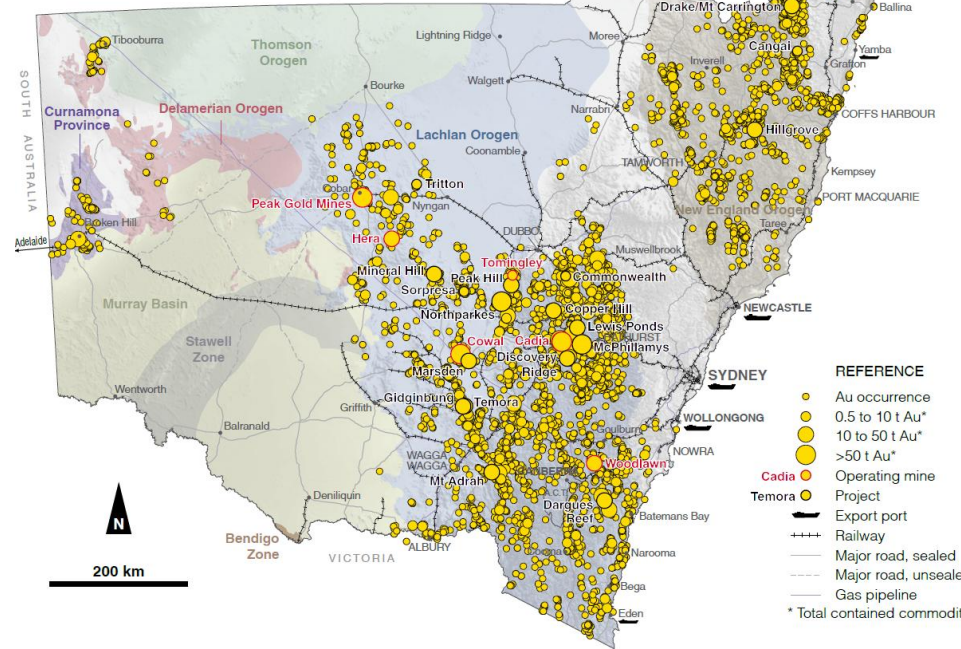 Drake/Mt Carrington
Ballina
Tibooburra
Lightning Ridge
Moree
Cangai
Yamba
Thomson
Orogen
Inverell
Grafton
Bourke
Walgett
SOUTH AUSTRALIA
Curnamona
Province
Delamerian Orogen
Narrabri
COFFS HARBOUR
Lachlan Orogen
Hillgrove
Coonamble
TAMWORTH
Kempsey
Cobar
Tritton
Peak Gold Mines
Nyngan
PORT MACQUARIE
New England Orogen
Broken Hill
Taree
Adelaide
Hera
DUBBO
Muswellbrook
Tomingley
Mineral Hill
Peak Hill
Commonwealth
Sorpresa
Murray Basin
Northparkes
Copper Hill
NEWCASTLE
Lewis Ponds
Stawell
Zone
Cowal
Cadia
McPhillamys
Discovery
Ridge
Marsden
SYDNEY
Wentworth
Gidginbung
Temora
Griffith
WOLLONGONG
Balranald
Goulburn
NOWRA
WAGGA
WAGGA
Woodlawn
CANBERRA
Mt Adrah
A.C.T.
Deniliquin
Dargues
Reef
Batemans Bay
N
Bendigo
Zone
VICTORIA
ALBURY
Cooma
Narooma
200 km
Bega
Eden
REFERENCE
Au occurrence
0.5 to 10 t Au*
10 to 50 t Au*
>50 t Au*
Cadia Operating mine
Temora Project
Export port
Railway
Major road, sealed
Major road, unseale
Gas pipeline
* Total contained commodit